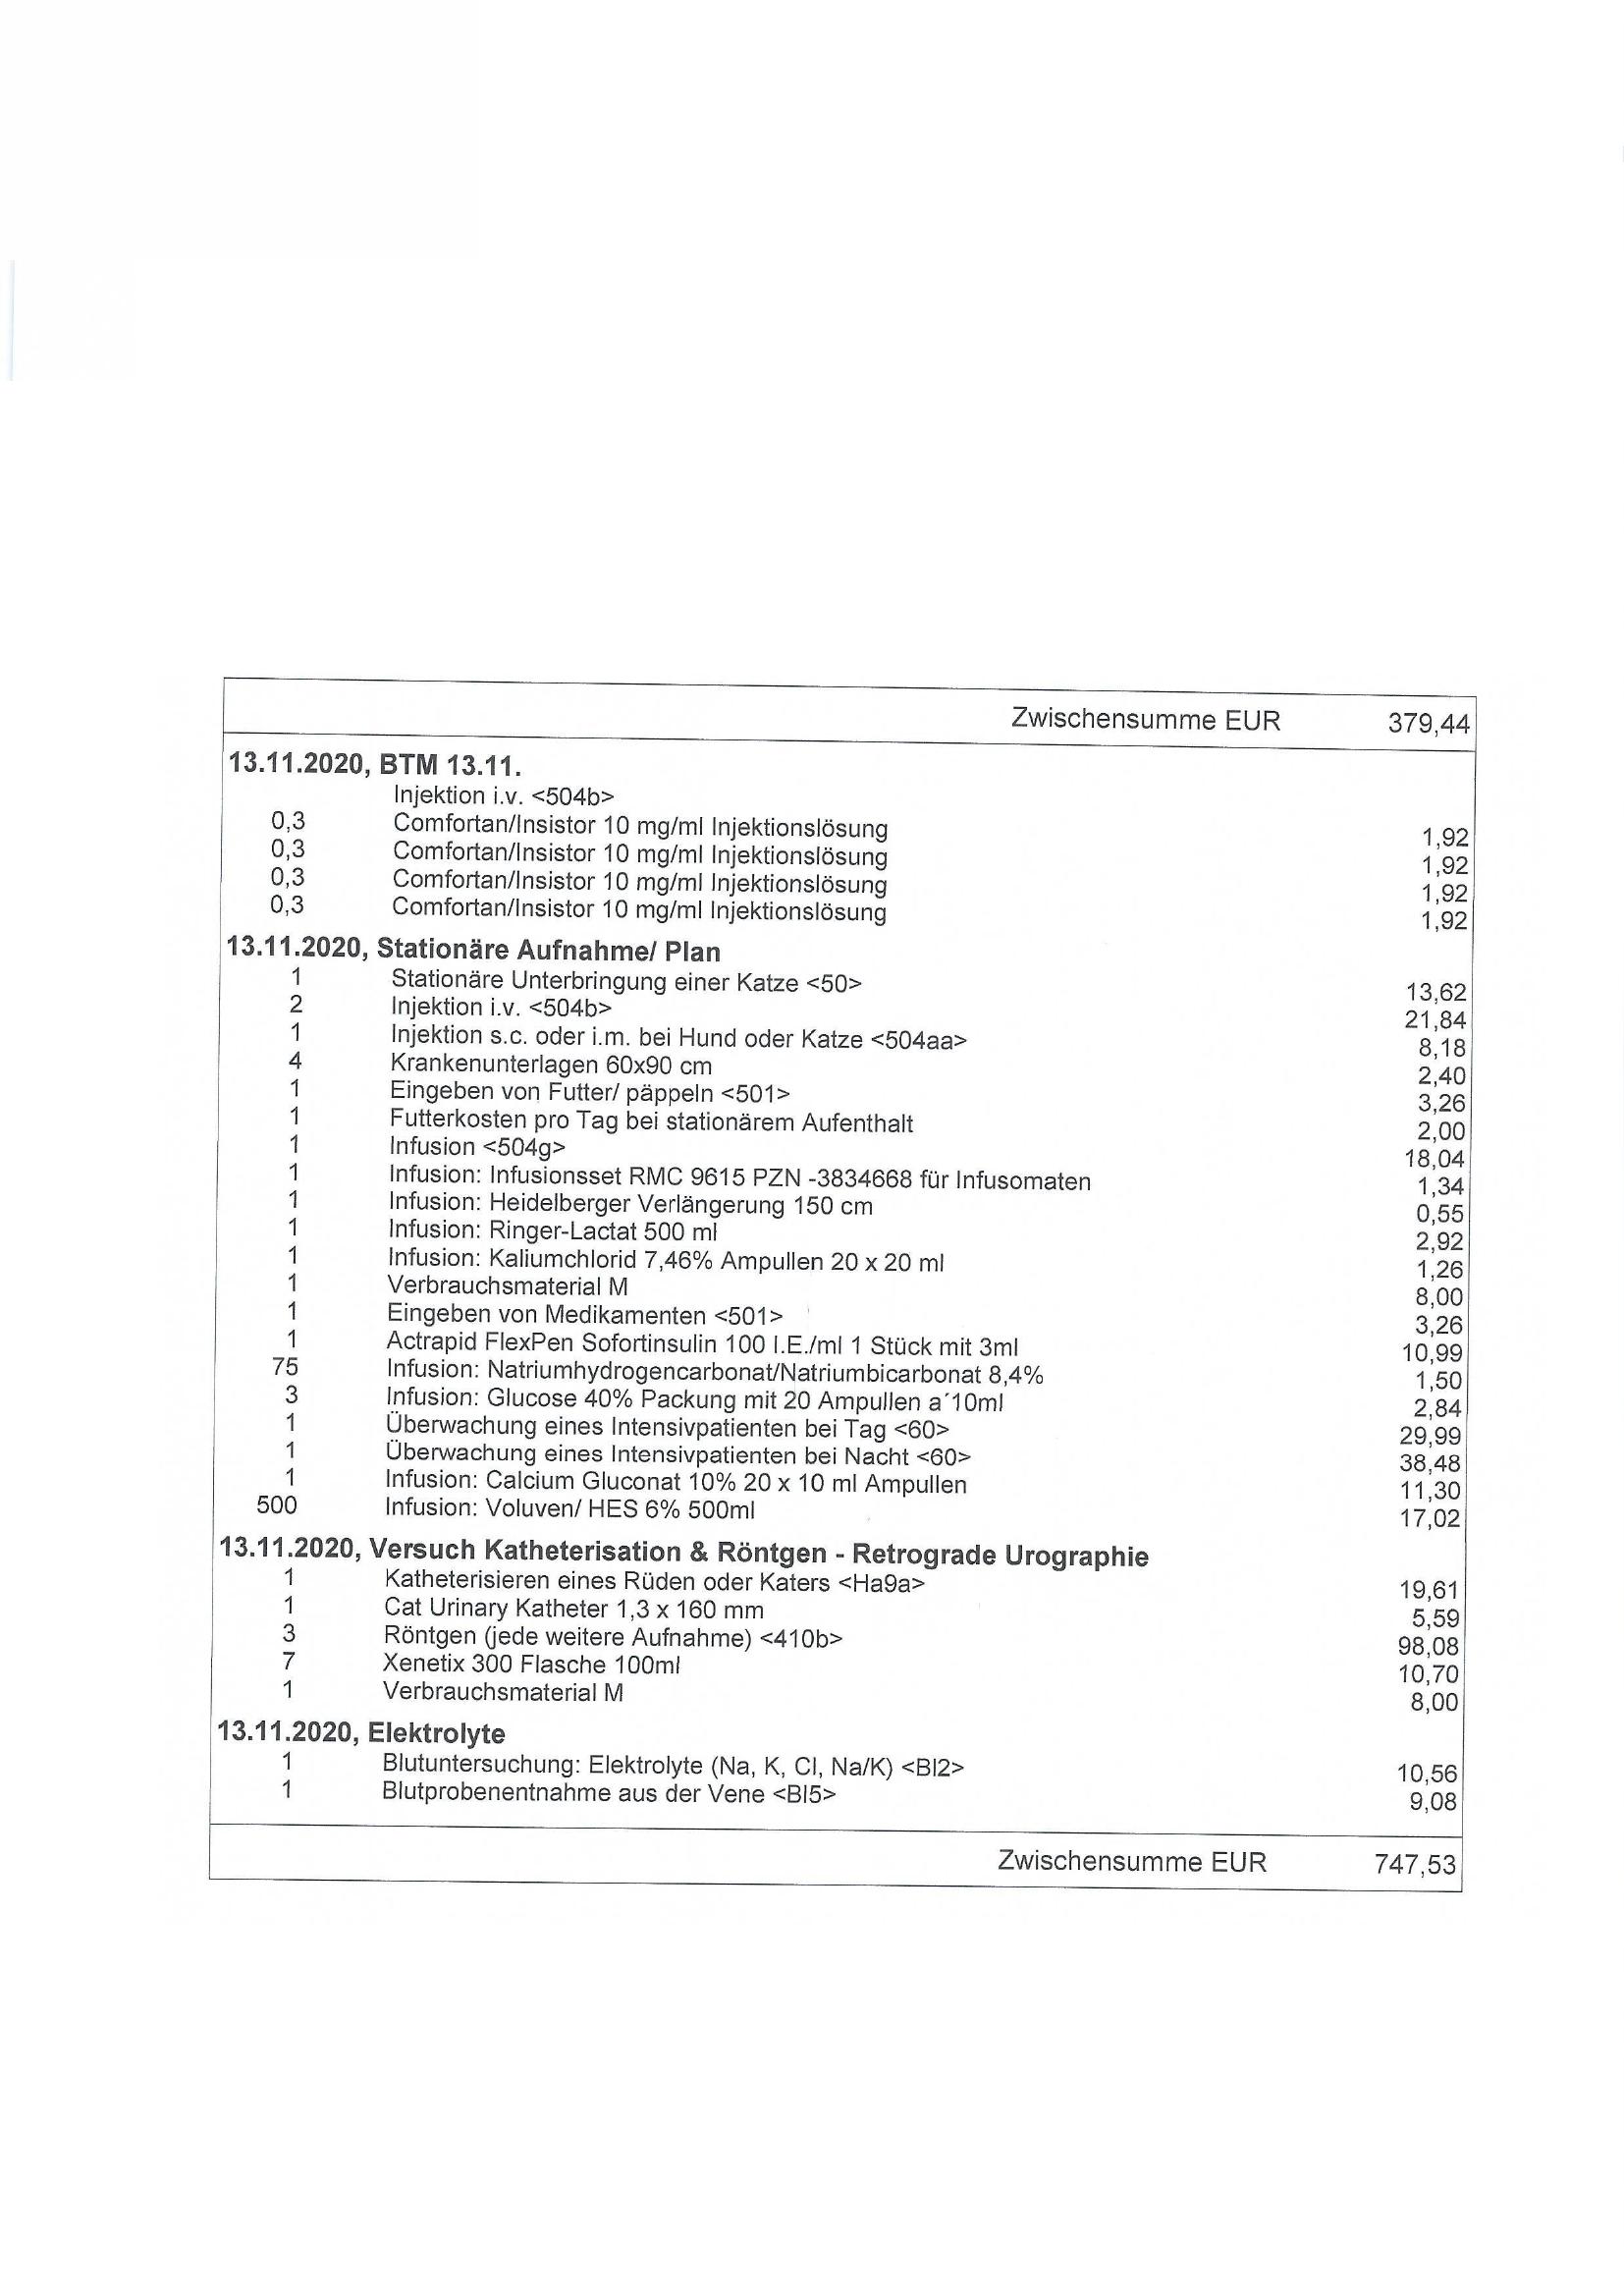 Zwischensumme EUR 379,44
13.11.2020, BTM 13.11.
Injektion i.v. <504b>
0,3 Comfortan/Insistor 10 mg/ml Injektionslösung 1,92
0,3 Comfortan/Insistor 10 mg/ml Injektionslösung 1,92
0,3 Comfortan/Insistor 10 mg/ml Injektionslösung 1,92
0,3 Comfortan/Insistor 10 mg/ml Injektionslösung 1,92
13.11.2020, Stationäre Aufnahme/ Plan
1 Stationäre Unterbringung einer Katze <50> 13,62
2 Injektion i.v. <504b> 21,84
1 Injektion s.c. oder i.m. bei Hund oder Katze <504aa> 8,18
4 Krankenunterlagen 60x90 cm 2,40
1 Eingeben von Futter/ päppeln <501> 3,26
1 Futterkosten pro Tag bei stationärem Aufenthalt 2,00
1 Infusion <504g> 18,04
1 Infusion: Infusionsset RMC 9615 PZN -3834668 für Infusomaten 1,34
1 Infusion: Heidelberger Verlängerung 150 cm 0,55
1 Infusion: Ringer-Lactat 500 ml 2,92
1 Infusion: Kaliumchlorid 7,46% Ampullen 20 x 20 ml 1,26
1 Verbrauchsmaterial M 8,00
1 Eingeben von Medikamenten <501> 3,26
1 Actrapid FlexPen Sofortinsulin 100 I.E./ml 1 Stück mit 3ml 10,99
75 Infusion: Natriumhydrogencarbonat/Natriumbicarbonat 8,4% 1,50
3 Infusion: Glucose 40% Packung mit 20 Ampullen a´10ml 2,84
1 Überwachung eines Intensivpatienten bei Tag <60> 29,99
1 Überwachung eines Intensivpatienten bei Nacht <60> 38,48
1 Infusion: Calcium Gluconat 10% 20 x 10 ml Ampullen 11,30
500 Infusion: Voluven/ HES 6% 500ml 17,02
13.11.2020, Versuch Katheterisation & Röntgen - Retrograde Urographie
1 Katheterisieren eines Rüden oder Katers <Ha9a> 19,61
1 Cat Urinary Katheter 1,3 x 160 mm 5,59
3 Röntgen (jede weitere Aufnahme) <410b> 98,08
7 Xenetix 300 Flasche 100ml 10,70
1 Verbrauchsmaterial M 8,00
13.11.2020, Elektrolyte
1 Blutuntersuchung: Elektrolyte (Na, K, Cl, Na/K) <Bl2> 10,56
1 Blutprobenentnahme aus der Vene <Bl5> 9,08
Zwischensumme EUR 747,53